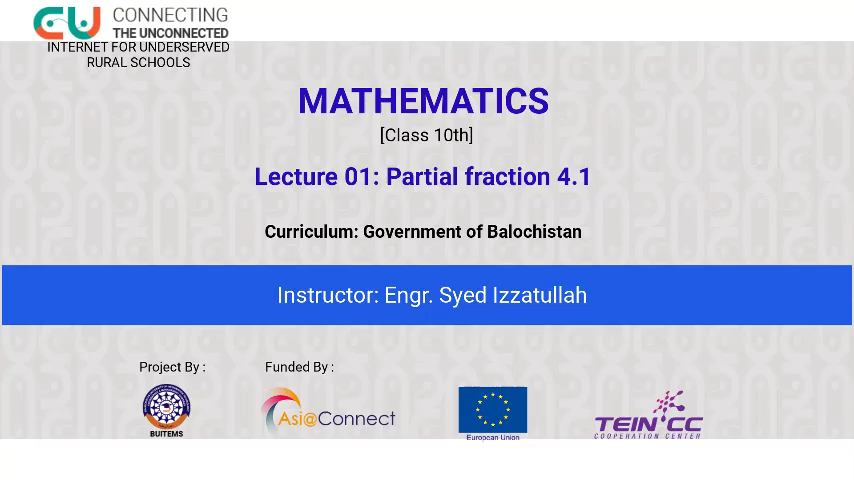 CONNECTING
THE UNCONNECTED
INTERNET FOR UNDERSERVED
RURAL SCHOOLS
MATHEMATICS
[Class 10th]
Lecture 01: Partial fraction 4.1
Curriculum: Government of Balochistan
Instructor: Engr. Syed Izzatullah
Project By :
Funded By :
BUITEMS
Asi@Connect
European Union
TEIN*CC
COOPERATION CENTER